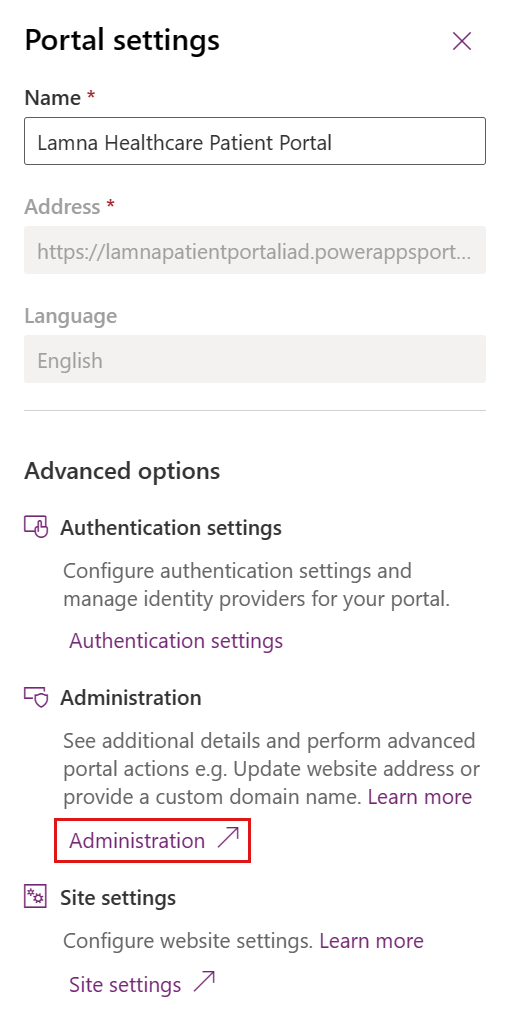 Portal settings
Name *
Lamna Healthcare Patient Portal
Address *
https://lamnapatientportaliad.powerappsport...
Language
English
Advanced options
Authentication settings
Configure authentication settings and
manage identity providers for your portal.
Authentication settings
Administration
See additional details and perform advanced
portal actions e.g. Update website address or
provide a custom domain name. Learn more
Administration
Site settings
Configure website settings. Learn more
Site settings